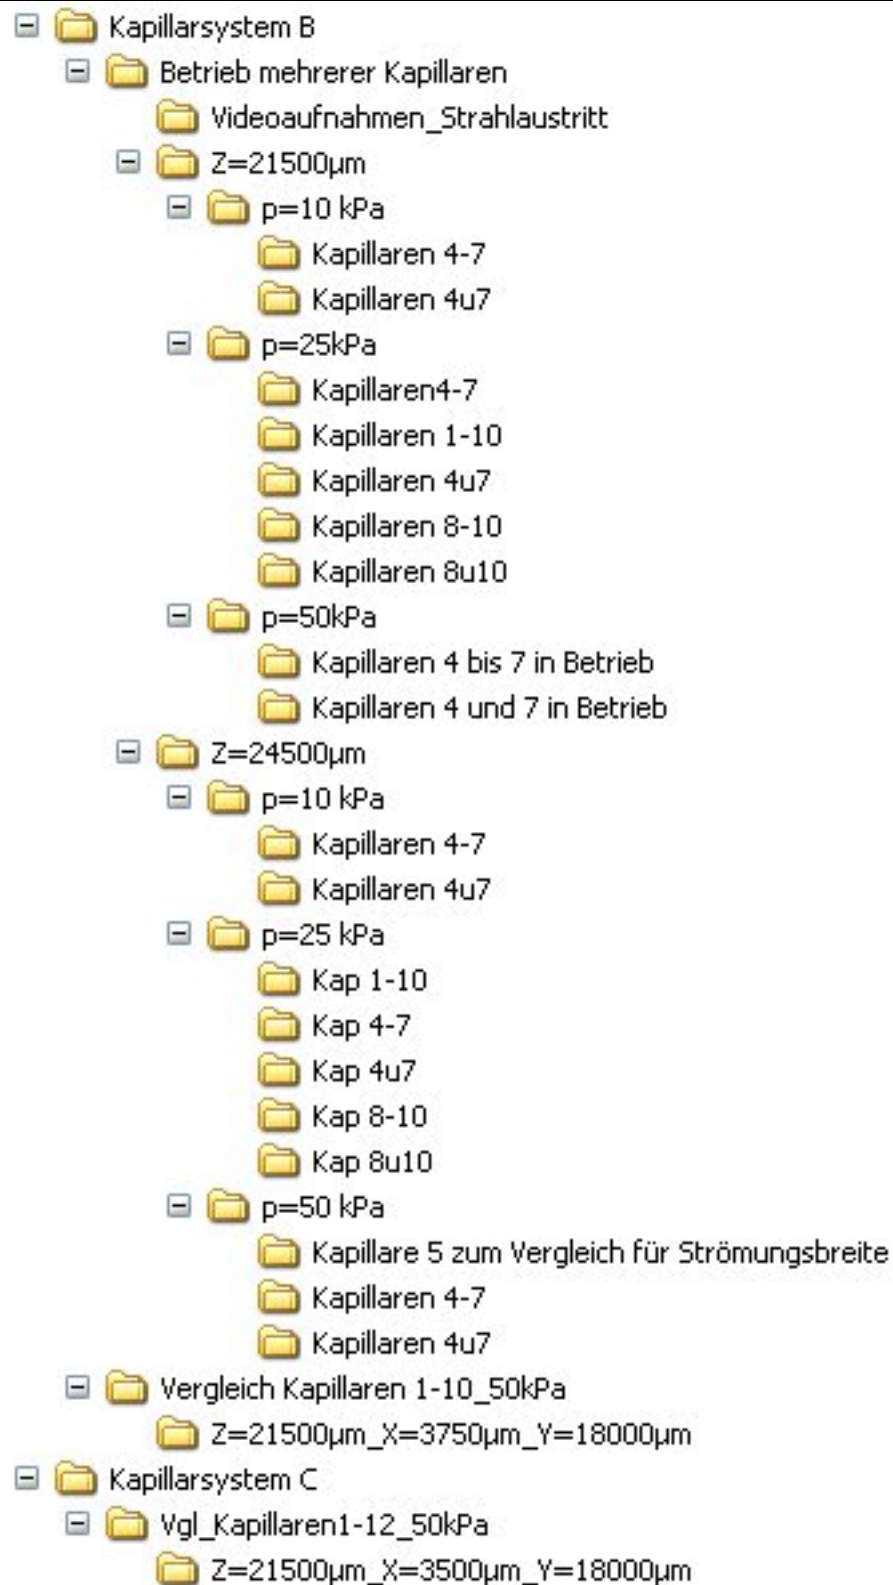 Kapillarsystem B
Betrieb mehrerer Kapillaren
Videoaufnahmen_Strahlaustritt
Z=21500µm
p=10 kPa
Kapillaren 4-7
Kapillaren 4u7
p=25kPa
Kapillaren4-7
Kapillaren 1-10
Kapillaren 4u7
Kapillaren 8-10
Kapillaren 8u10
p=50kPa
Kapillaren 4 bis 7 in Betrieb
Kapillaren 4 und 7 in Betrieb
Z=24500µm
p=10 kPa
Kapillaren 4-7
Kapillaren 4u7
p=25 kPa
Kap 1-10
Kap 4-7
Kap 4u7
Kap 8-10
Kap 8u10
p=50 kPa
Kapillare 5 zum Vergleich für Strömungsbreite
Kapillaren 4-7
Kapillaren 4u7
Vergleich Kapillaren 1-10_50kPa
Z=21500µm_X=3750µm_Y=18000µm
Kapillarsystem C
Vgl_Kapillaren1-12_50kPa
Z=21500µm_X=3500µm_Y=18000µm